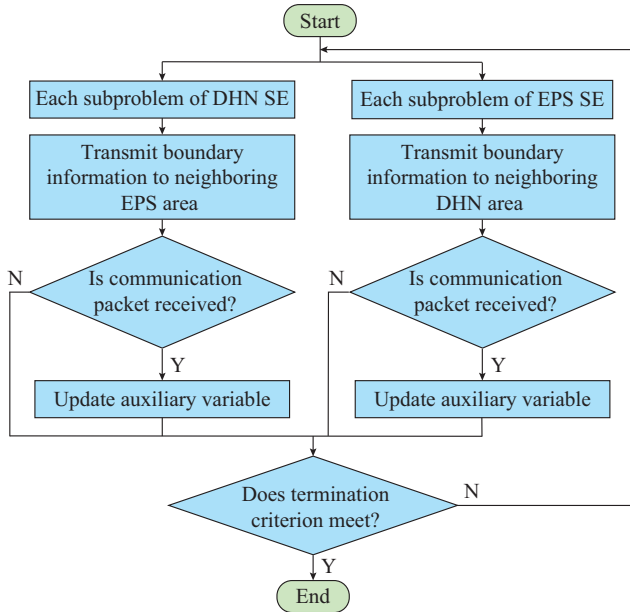 Start
Each subproblem of DHN SE
Each subproblem of EPS SE
Transmit boundary
information to neighboring
EPS area
Transmit boundary
information to neighboring
DHN area
N
Is communication
packet received?
N
Is communication
packet received?
Y
Y
Update auxiliary variable
Update auxiliary variable
Does termination
criterion meet?
N
Y
End